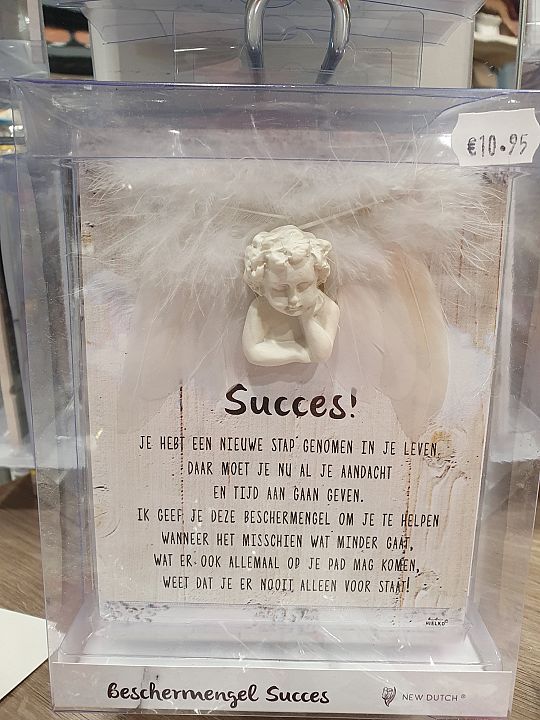 €10.95
Succes!
JE HEBT EEN NIEUWE STAP GENOMEN IN JE LEVEN,
DAAR MOET JE NU AL JE AANDACHT
EN TIJD AAN GAAN GEVEN.
IK GEEF JE DEZE BESCHERMENGEL OM JE TE HELPEN
WANNEER HET MISSCHIEN WAT MINDER GAAT,
WAT ER OOK ALLEMAAL OP JE PAD MAG KOMEN,
WEET DAT JE ER NOOIT ALLEEN VOOR STAAT!
MIELKO
Beschermengel Succes
NEW DUTCH®